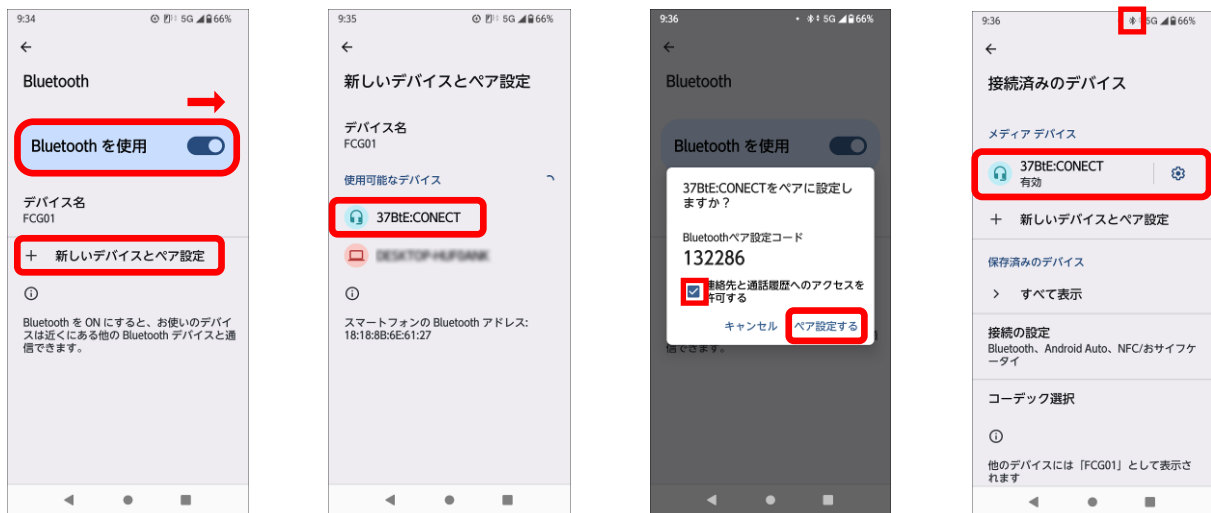 9:34 5G 66%
Bluetooth
Bluetooth を使用
デバイス名
FCG01
+ 新しいデバイスとペア設定
Bluetooth を ON にすると、お使いのデバイ
スは近くにある他の Bluetooth デバイスと通
信できます。
9:35 5G 66%
新しいデバイスとペア設定
デバイス名
FCG01
使用可能なデバイス
37BtE:CONECT
スマートフォンの Bluetooth アドレス:
18:18:8B:6E:61:27
9:36 5G 66%
Bluetooth
Bluetooth を使用
37BtE:CONECTをペアに設定し
ますか？
Bluetoothペア設定コード
132286
連絡先と通話履歴へのアクセスを
許可する
キャンセル ペア設定する
信できます。
9:36 5G 66%
接続済みのデバイス
メディア デバイス
37BtE:CONECT
有効
+ 新しいデバイスとペア設定
保存済みのデバイス
> すべて表示
接続の設定
Bluetooth、Android Auto、NFC/おサイフケ
ータイ
コーデック選択
他のデバイスには「FCG01」として表示さ
れます